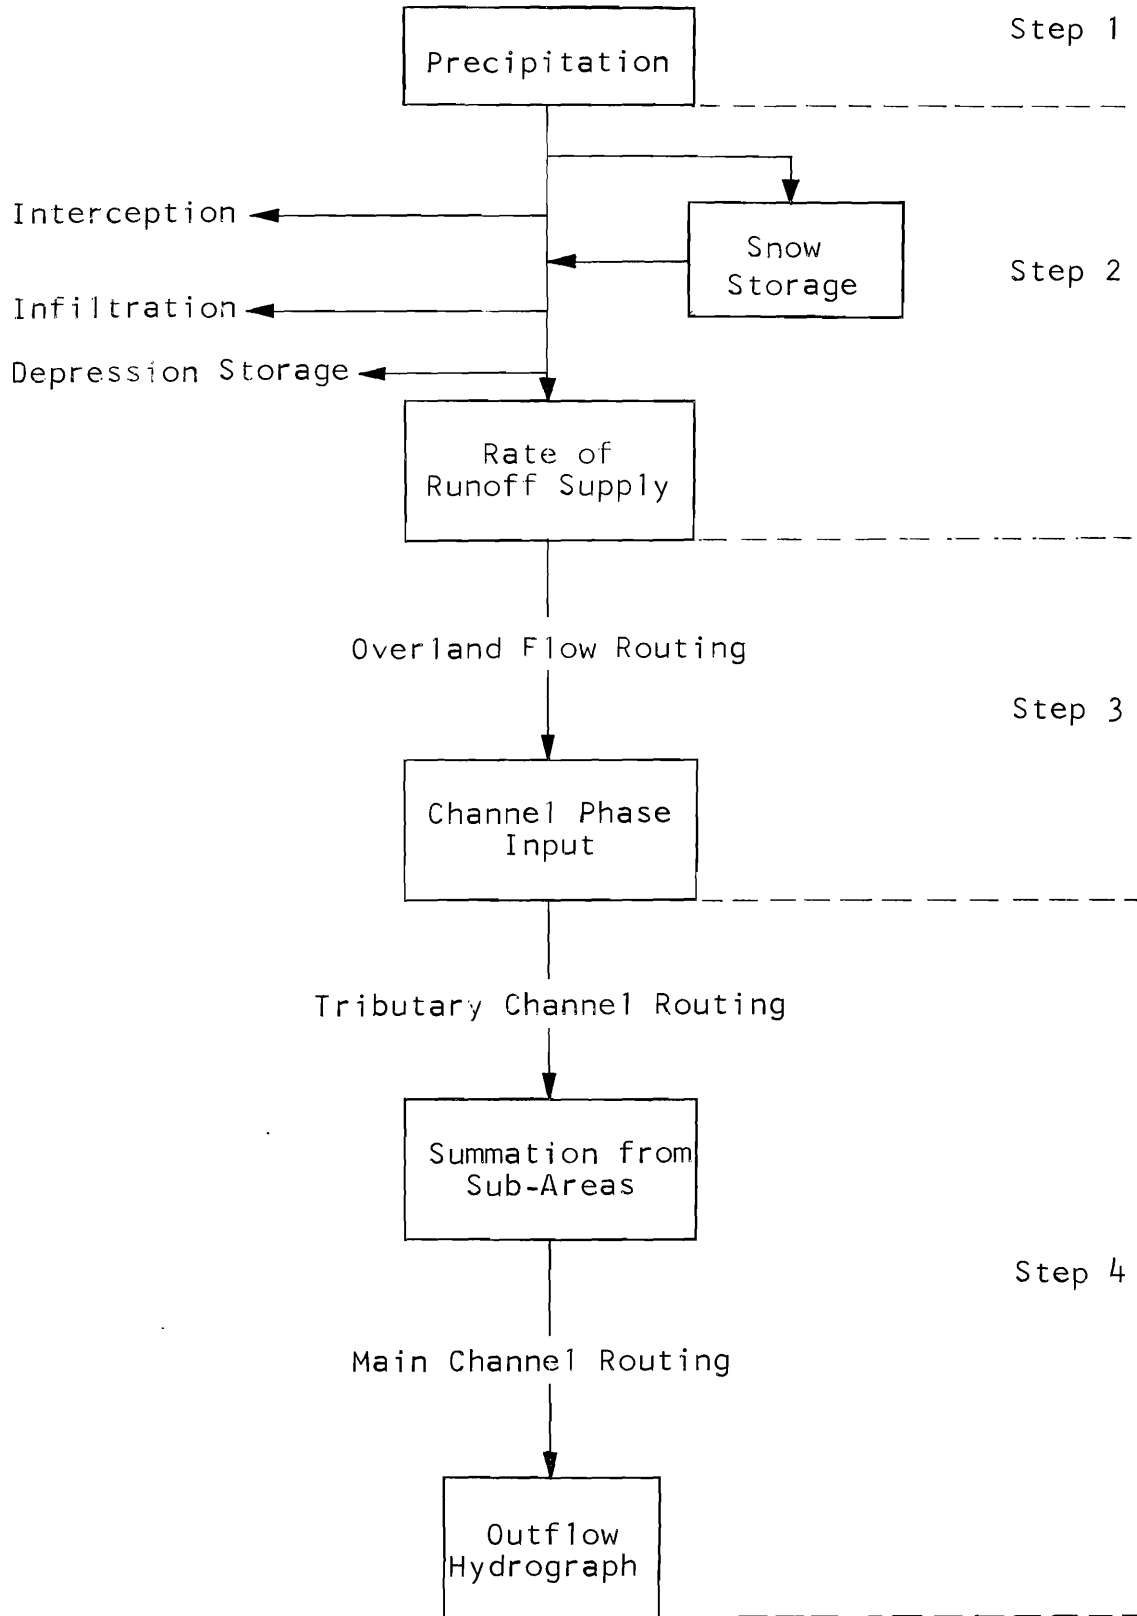 Step 1
Precipitation
Interception
Snow
Storage
Step 2
Infiltration
Depression Storage
Rate of
Runoff Supply
Overland Flow Routing
Step 3
Channel Phase
Input
Tributary Channel Routing
Summation from
Sub-Areas
Step 4
Main Channel Routing
Outflow
Hydrograph